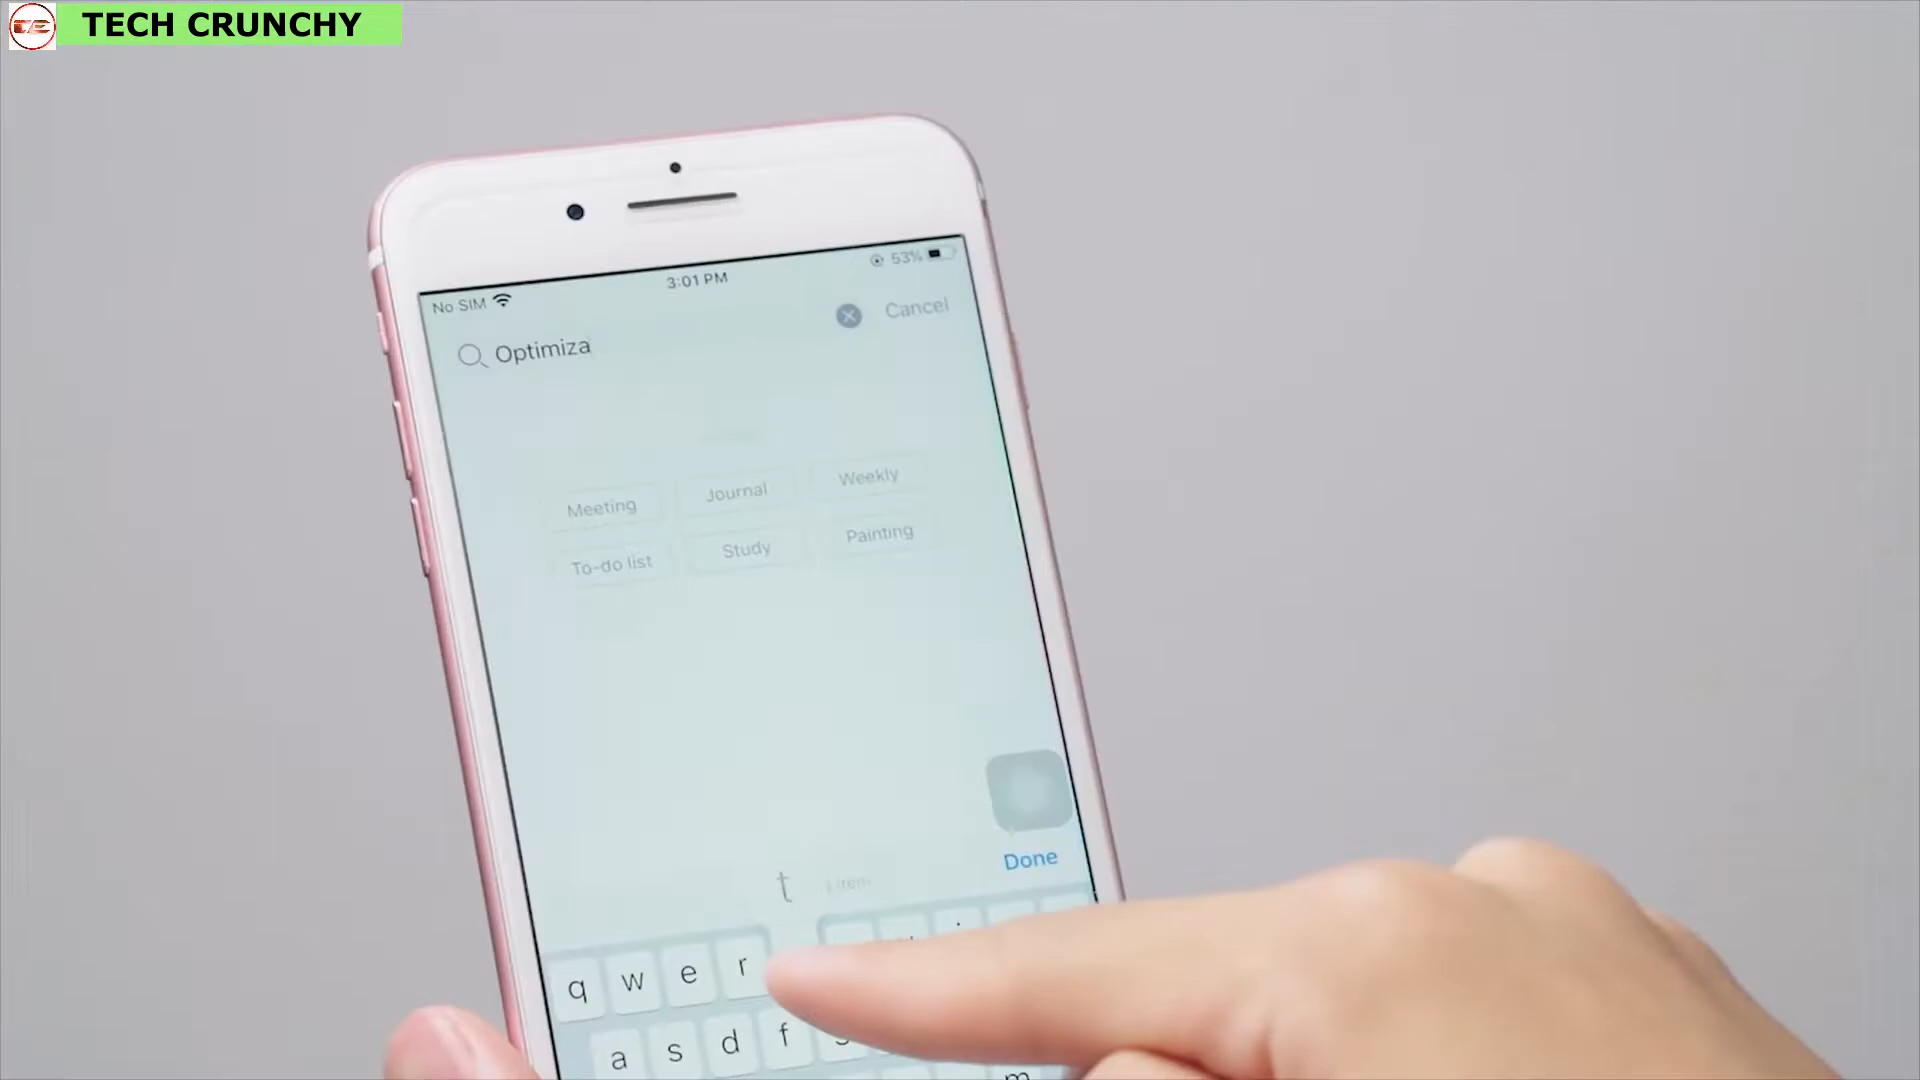 TECH CRUNCHY
No SIM 3:01 PM 53%
Optimiza Cancel
Meeting Journal Weekly
To-do list Study Painting
Done
t
q w e r
a s d f